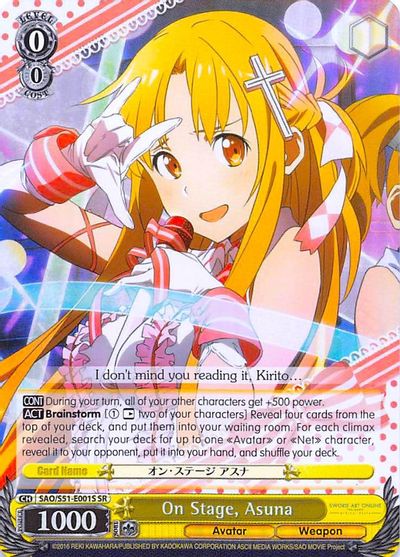 LEVEL
0
0
COST
I don't mind you reading it, Kirito...
CONT During your turn, all of your other characters get +500 power.
ACT Brainstorm [① two of your characters] Reveal four cards from the
top of your deck, and put them into your waiting room. For each climax
revealed, search your deck for up to one «Avatar» or «Net» character,
reveal it to your opponent, put it into your hand, and shuffle your deck.
Card Name
オン・ステージ アスナ
CH SAO/S51-E001S SR
POWER 1000
On Stage, Asuna
SWORD ART ONLINE
Avatar Weapon
©2016 REKI KAWAHARA/PUBLISHED BY KADOKAWA CORPORATION ASCII MEDIA WORKS/SAO MOVIE Project